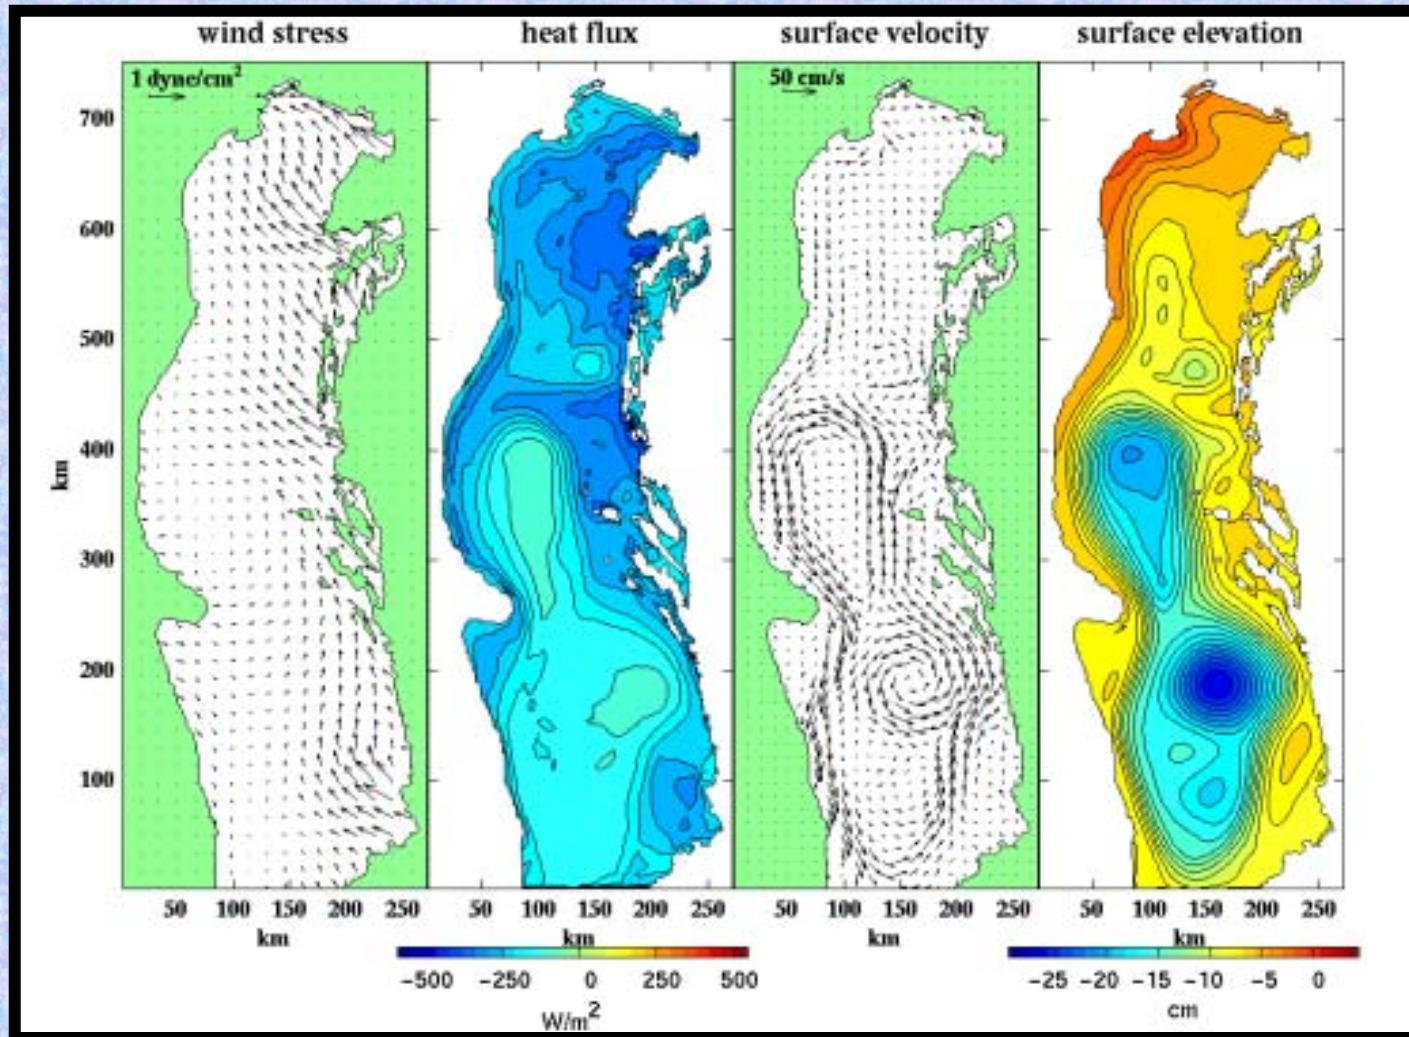 wind stress heat flux surface velocity surface elevation
1 dyne/cm² 50 cm/s
700
600
500
400
km
300
200
100
50 100 150 200 250 50 100 150 200 250 50 100 150 200 250 50 100 150 200 250
km km km km
−500 −250 0 250 500 −25 −20 −15 −10 −5 0
W/m² cm